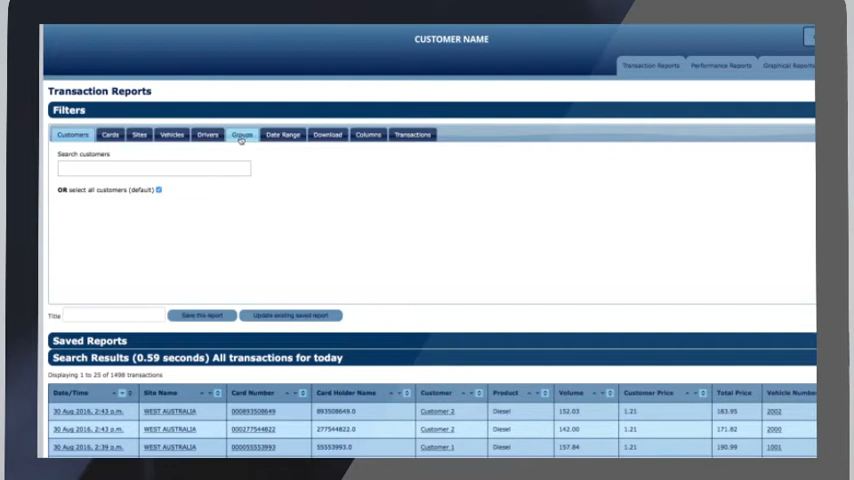 CUSTOMER NAME
Transaction Reports Performance Reports Graphical Reports
Transaction Reports
Filters
Customers Cards Sites Vehicles Drivers Groups Date Range Download Columns Transactions
Search customers
OR select all customers (default)
Title Save this report Update existing saved report
Saved Reports
Search Results (0.59 seconds) All transactions for today
Displaying 1 to 25 of 1498 transactions
Date/Time Site Name Card Number Card Holder Name Customer Product Volume Customer Price Total Price Vehicle Number
30 Aug 2016, 2:43 p.m. WEST AUSTRALIA 000893508649 893508649.0 Customer 2 Diesel 152.03 1.21 183.95 2002
30 Aug 2016, 2:43 p.m. WEST AUSTRALIA 000277544822 277544822.0 Customer 2 Diesel 142.00 1.21 171.82 2000
30 Aug 2016, 2:39 p.m. WEST AUSTRALIA 000055553993 55553993.0 Customer 1 Diesel 157.84 1.21 190.99 1001